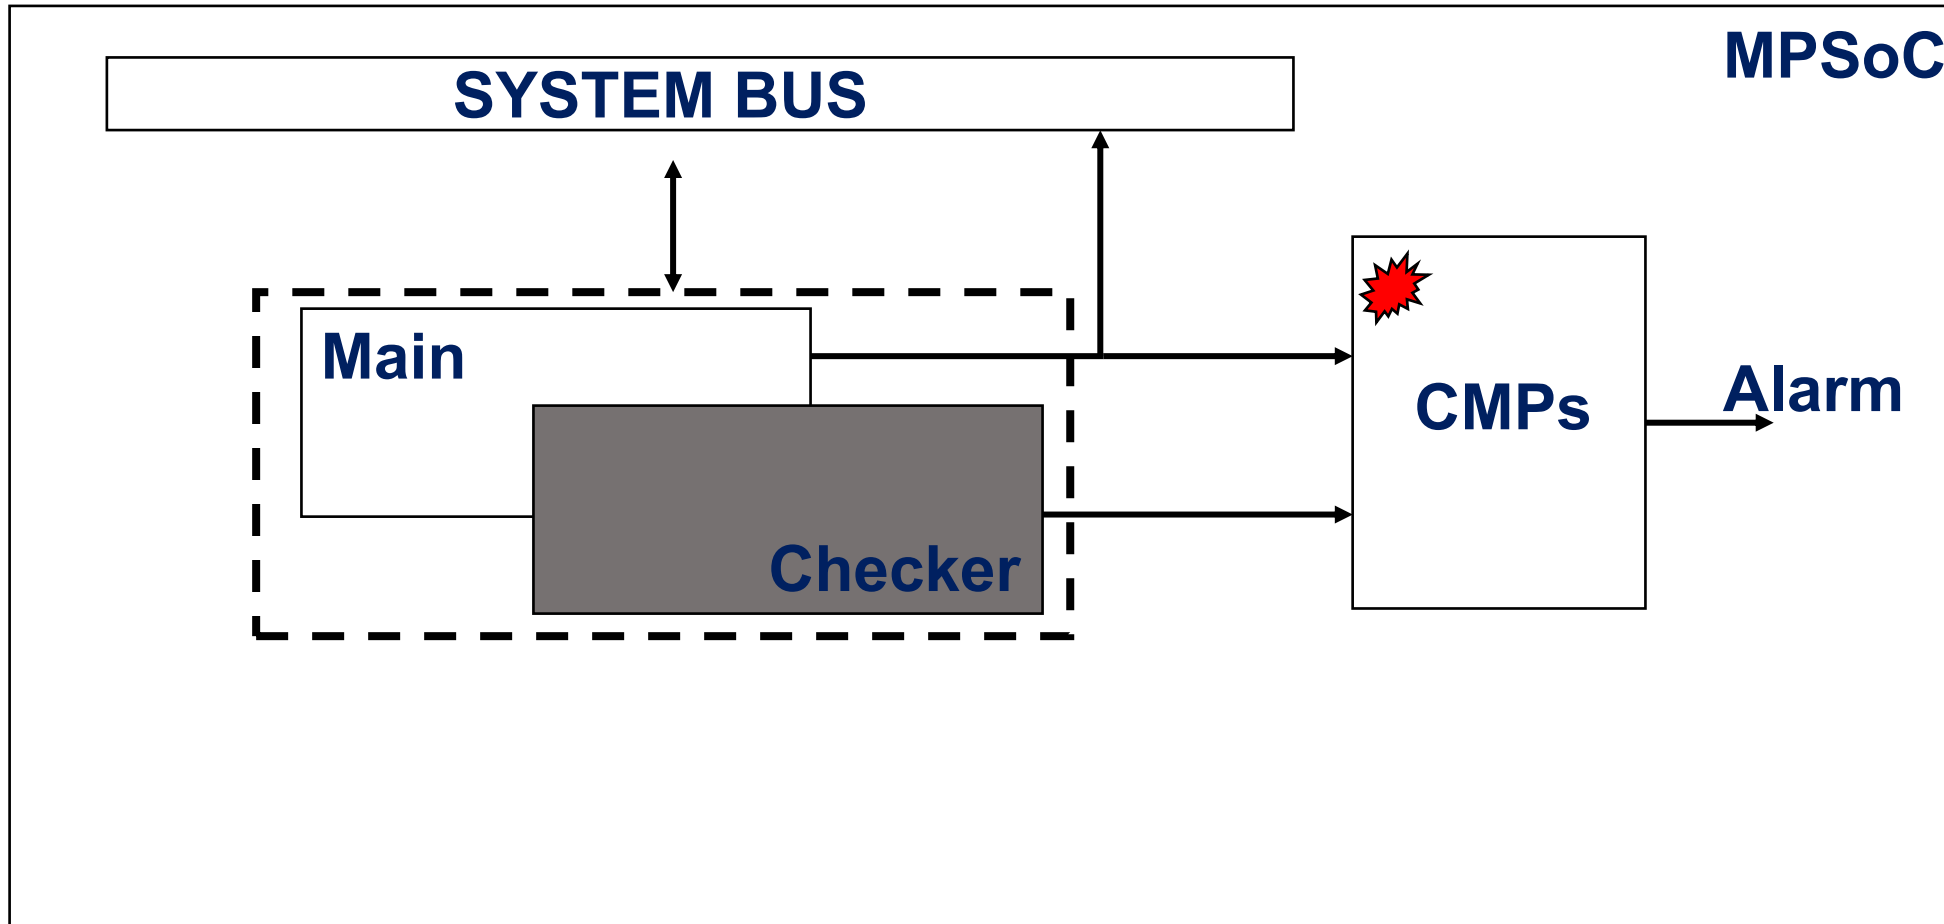 MPSoC
SYSTEM BUS
Main
Checker
CMPs
Alarm